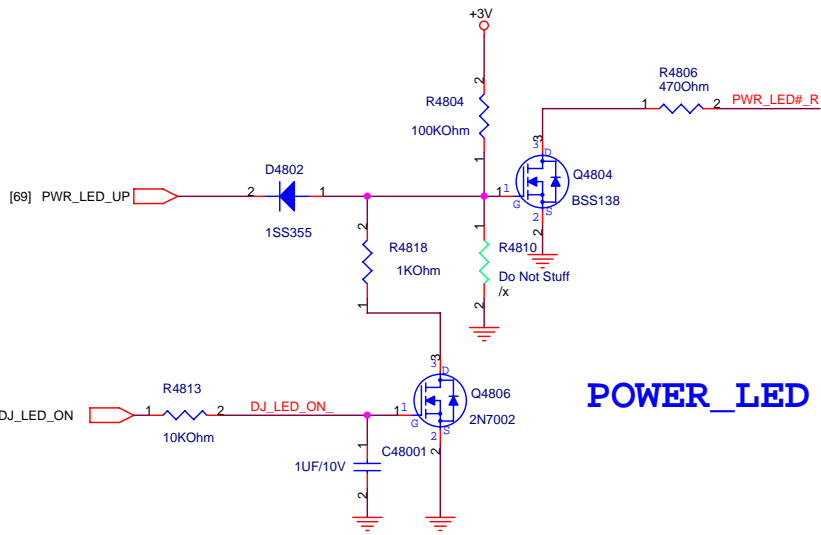 +3V
R4806
470Ohm
1
2
PWR_LED#_R
2
R4804
100KOhm
1
3
3
D
D4802
[69] PWR_LED_UP
2
1
1
1
G
Q4804
BSS138
S
2
2
1SS355
2
R4818
1KOhm
1
1
R4810
Do Not Stuff
/x
2
3
3
D
R4813
DJ_LED_ON
1
2
DJ_LED_ON_
1
1
G
Q4806
2N7002
POWER_LED
10KOhm
S
2
2
1
C48001
1UF/10V
2